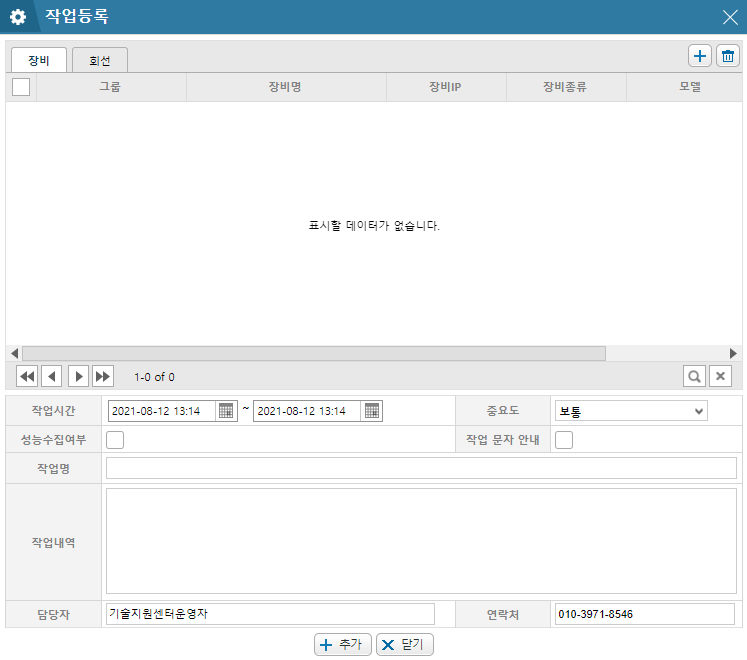 작업등록
장비 회선
그룹 장비명 장비IP 장비종류 모델
표시할 데이터가 없습니다.
1-0 of 0
작업시간 2021-08-12 13:14 ~ 2021-08-12 13:14 중요도 보통
성능수집여부 작업 문자 안내
작업명
작업내역
담당자 기술지원센터운영자 연락처 010-3971-8546
추가 닫기